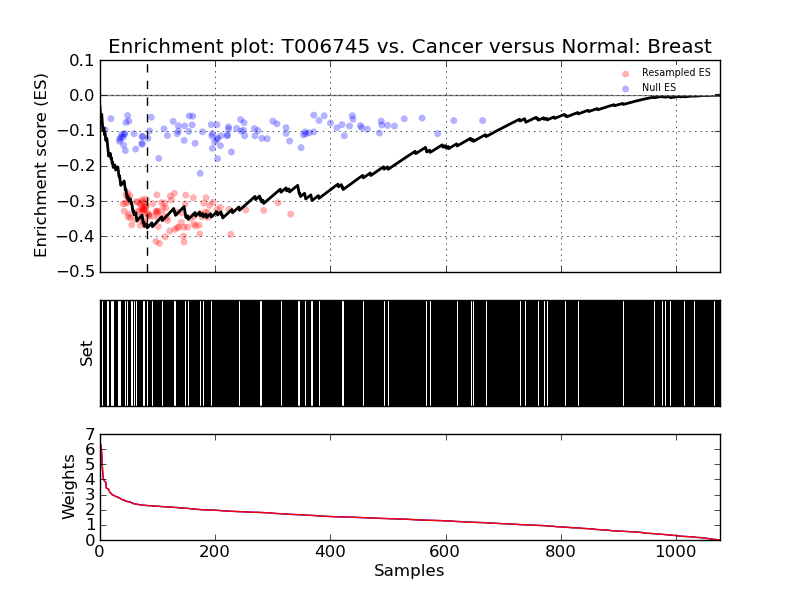 Enrichment plot: T006745 vs. Cancer versus Normal: Breast
0.1
0.0
−0.1
−0.2
−0.3
−0.4
−0.5
Enrichment score (ES)
Resampled ES
Null ES
Set
7
6
5
4
3
2
1
0
Weights
0 200 400 600 800 1000
Samples